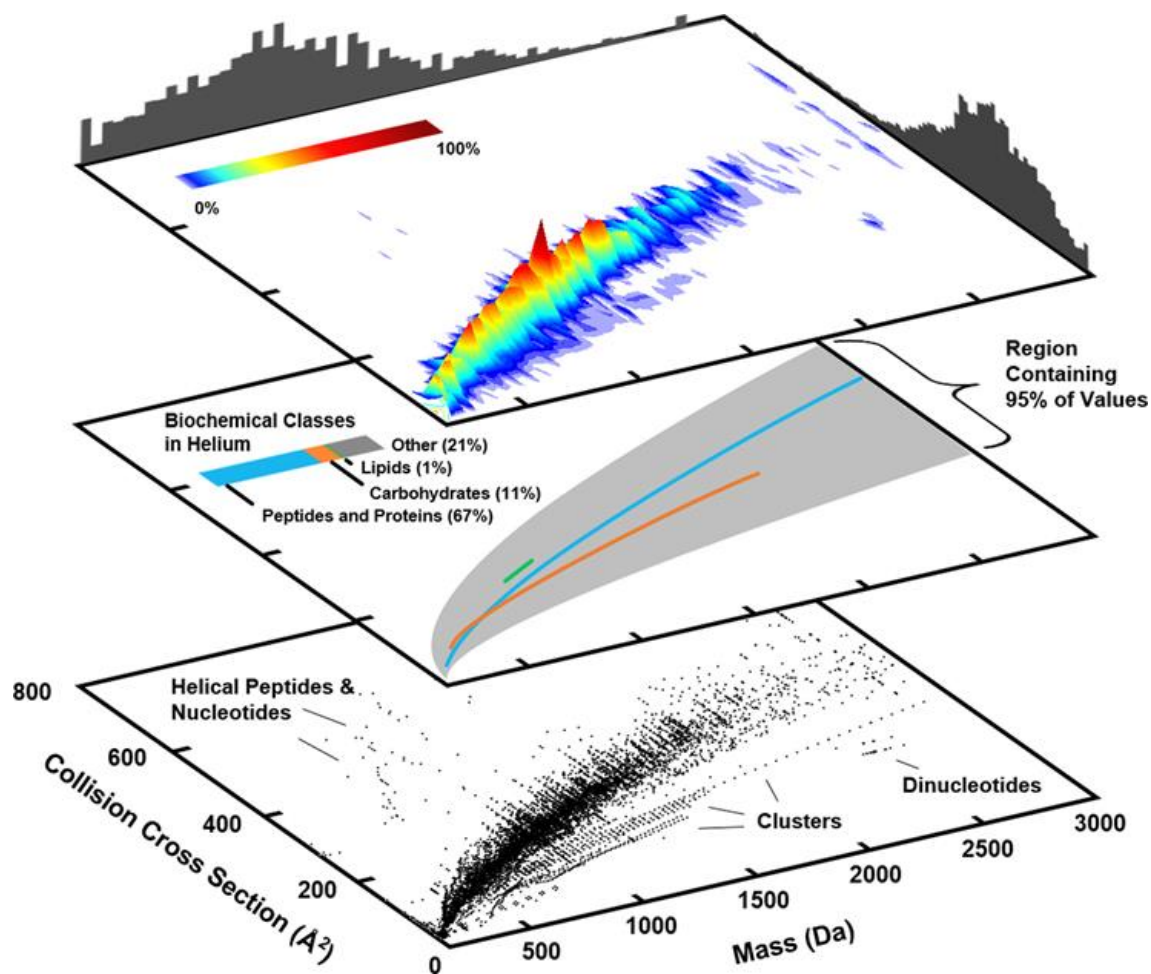 100%
0%
Region
Containing
95% of Values
Biochemical Classes
in Helium
Other (21%)
Lipids (1%)
Carbohydrates (11%)
Peptides and Proteins (67%)
800
600
400
200
0
Collision Cross Section (Å²)
Helical Peptides &
Nucleotides
Dinucleotides
Clusters
500
1000
1500
2000
2500
3000
Mass (Da)